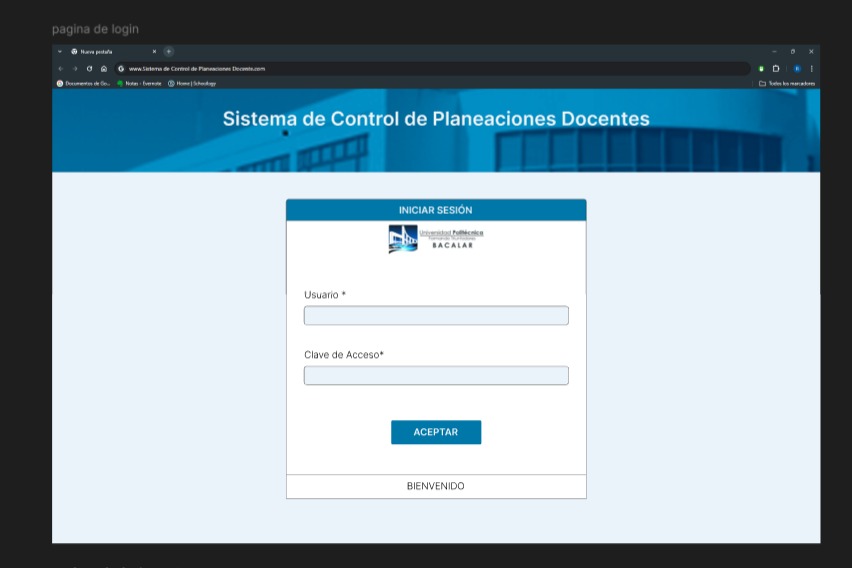 pagina de login
Nueva pestaña
www.Sistema de Control de Planeaciones Docente.com
Documentos de Go... Notas - Evernote Home | Schoology Todos los marcadores
Sistema de Control de Planeaciones Docentes
INICIAR SESIÓN
Universidad Politécnica
BACALAR
Usuario *
Clave de Acceso*
ACEPTAR
BIENVENIDO